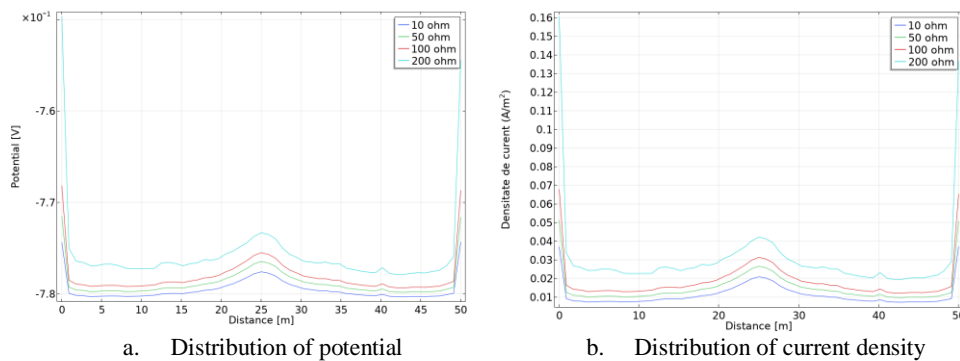 ×10⁻¹
-7.6
-7.7
-7.8
Potential [V]
0 5 10 15 20 25 30 35 40 45 50
Distance [m]
10 ohm
50 ohm
100 ohm
200 ohm
a. Distribution of potential
0.16
0.15
0.14
0.13
0.12
0.11
0.1
0.09
0.08
0.07
0.06
0.05
0.04
0.03
0.02
0.01
Densitate de curent (A/m²)
0 10 20 30 40 50
Distance [m]
10 ohm
50 ohm
100 ohm
200 ohm
b. Distribution of current density